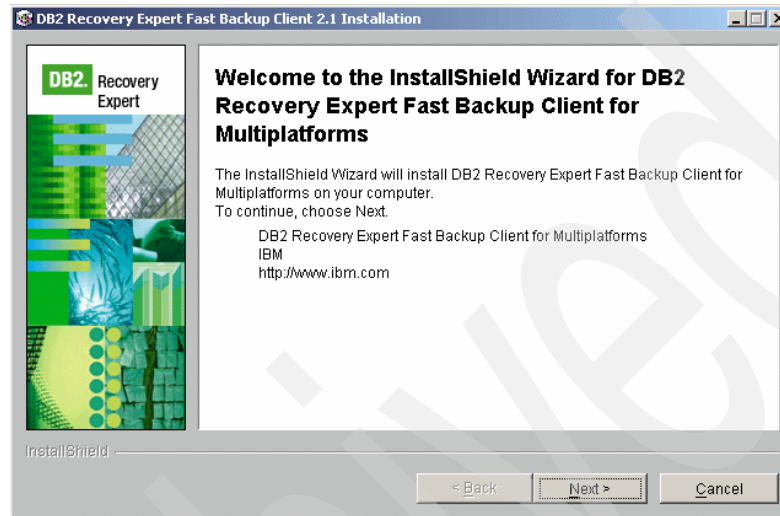 DB2 Recovery Expert Fast Backup Client 2.1 Installation
DB2. Recovery
Expert
Welcome to the InstallShield Wizard for DB2
Recovery Expert Fast Backup Client for
Multiplatforms
The InstallShield Wizard will install DB2 Recovery Expert Fast Backup Client for
Multiplatforms on your computer.
To continue, choose Next.
DB2 Recovery Expert Fast Backup Client for Multiplatforms
IBM
http://www.ibm.com
InstallShield
< Back
Next >
Cancel